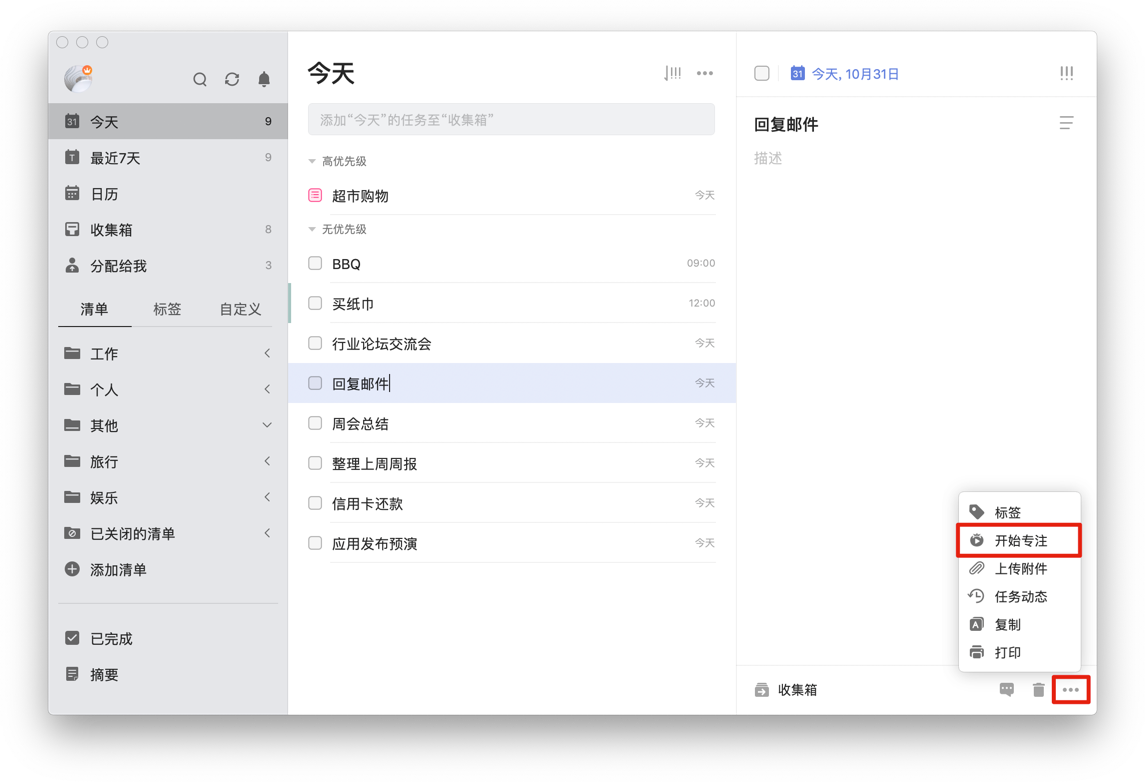 31 今天 9
T 最近7天 9
日历
收集箱 8
分配给我 3
清单 标签 自定义
工作
个人
其他
旅行
娱乐
已关闭的清单
添加清单
已完成
摘要
今天
添加“今天”的任务至“收集箱”
高优先级
超市购物 今天
无优先级
BBQ 09:00
买纸巾 12:00
行业论坛交流会 今天
回复邮件 今天
周会总结 今天
整理上周周报 今天
信用卡还款 今天
应用发布预演 今天
31 今天, 10月31日
回复邮件
描述
标签
开始专注
上传附件
任务动态
A 复制
打印
收集箱